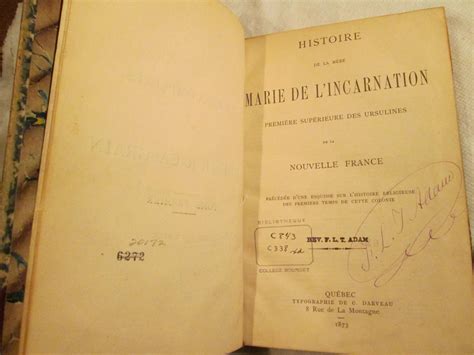 20172
6272
HISTOIRE
DE LA MÈRE
MARIE DE L'INCARNATION
PREMIÈRE SUPÉRIEURE DES URSULINES
DE LA
NOUVELLE FRANCE
PRÉCÉDÉE D'UNE ESQUISSE SUR L'HISTOIRE RELIGIEUSE
DES PREMIERS TEMPS DE CETTE COLONIE
BIBLIOTHEQUE
REV. F. L. T. ADAM
F. L. T. Adam
COLLEGE BOURGET
QUÉBEC
TYPOGRAPHIE DE C. DARVEAU
8 Rue de La Montagne
1873